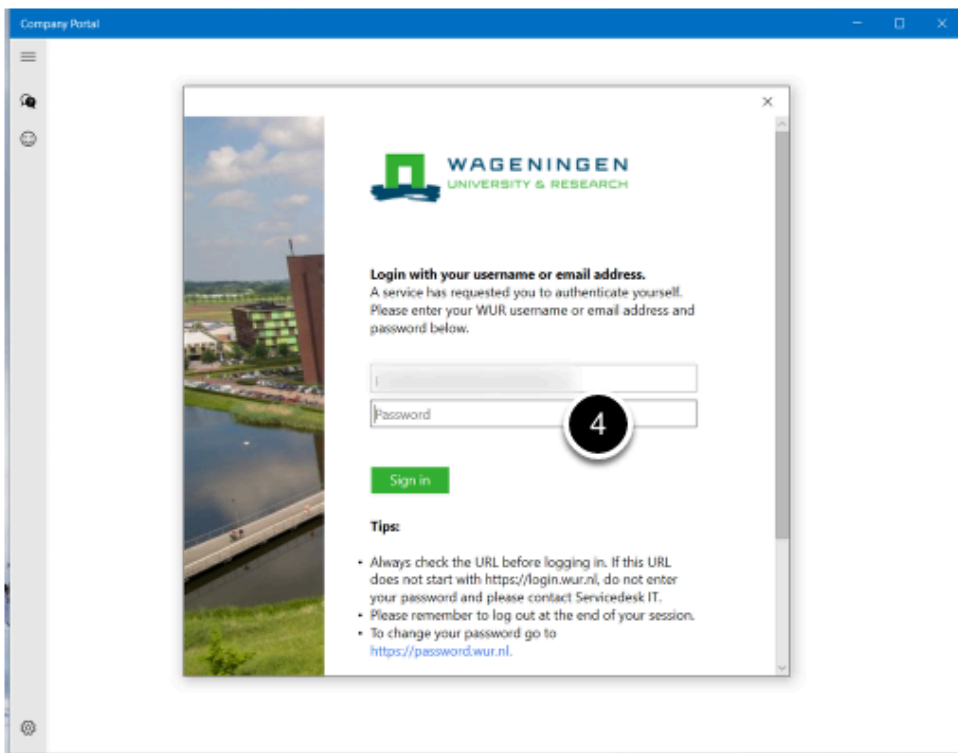 Company Portal
WAGENINGEN
UNIVERSITY & RESEARCH
Login with your username or email address.
A service has requested you to authenticate yourself.
Please enter your WUR username or email address and
password below.
Password
4
Sign in
Tips:
• Always check the URL before logging in. If this URL
does not start with https://login.wur.nl, do not enter
your password and please contact Servicedesk IT.
• Please remember to log out at the end of your session.
• To change your password go to
https://password.wur.nl.